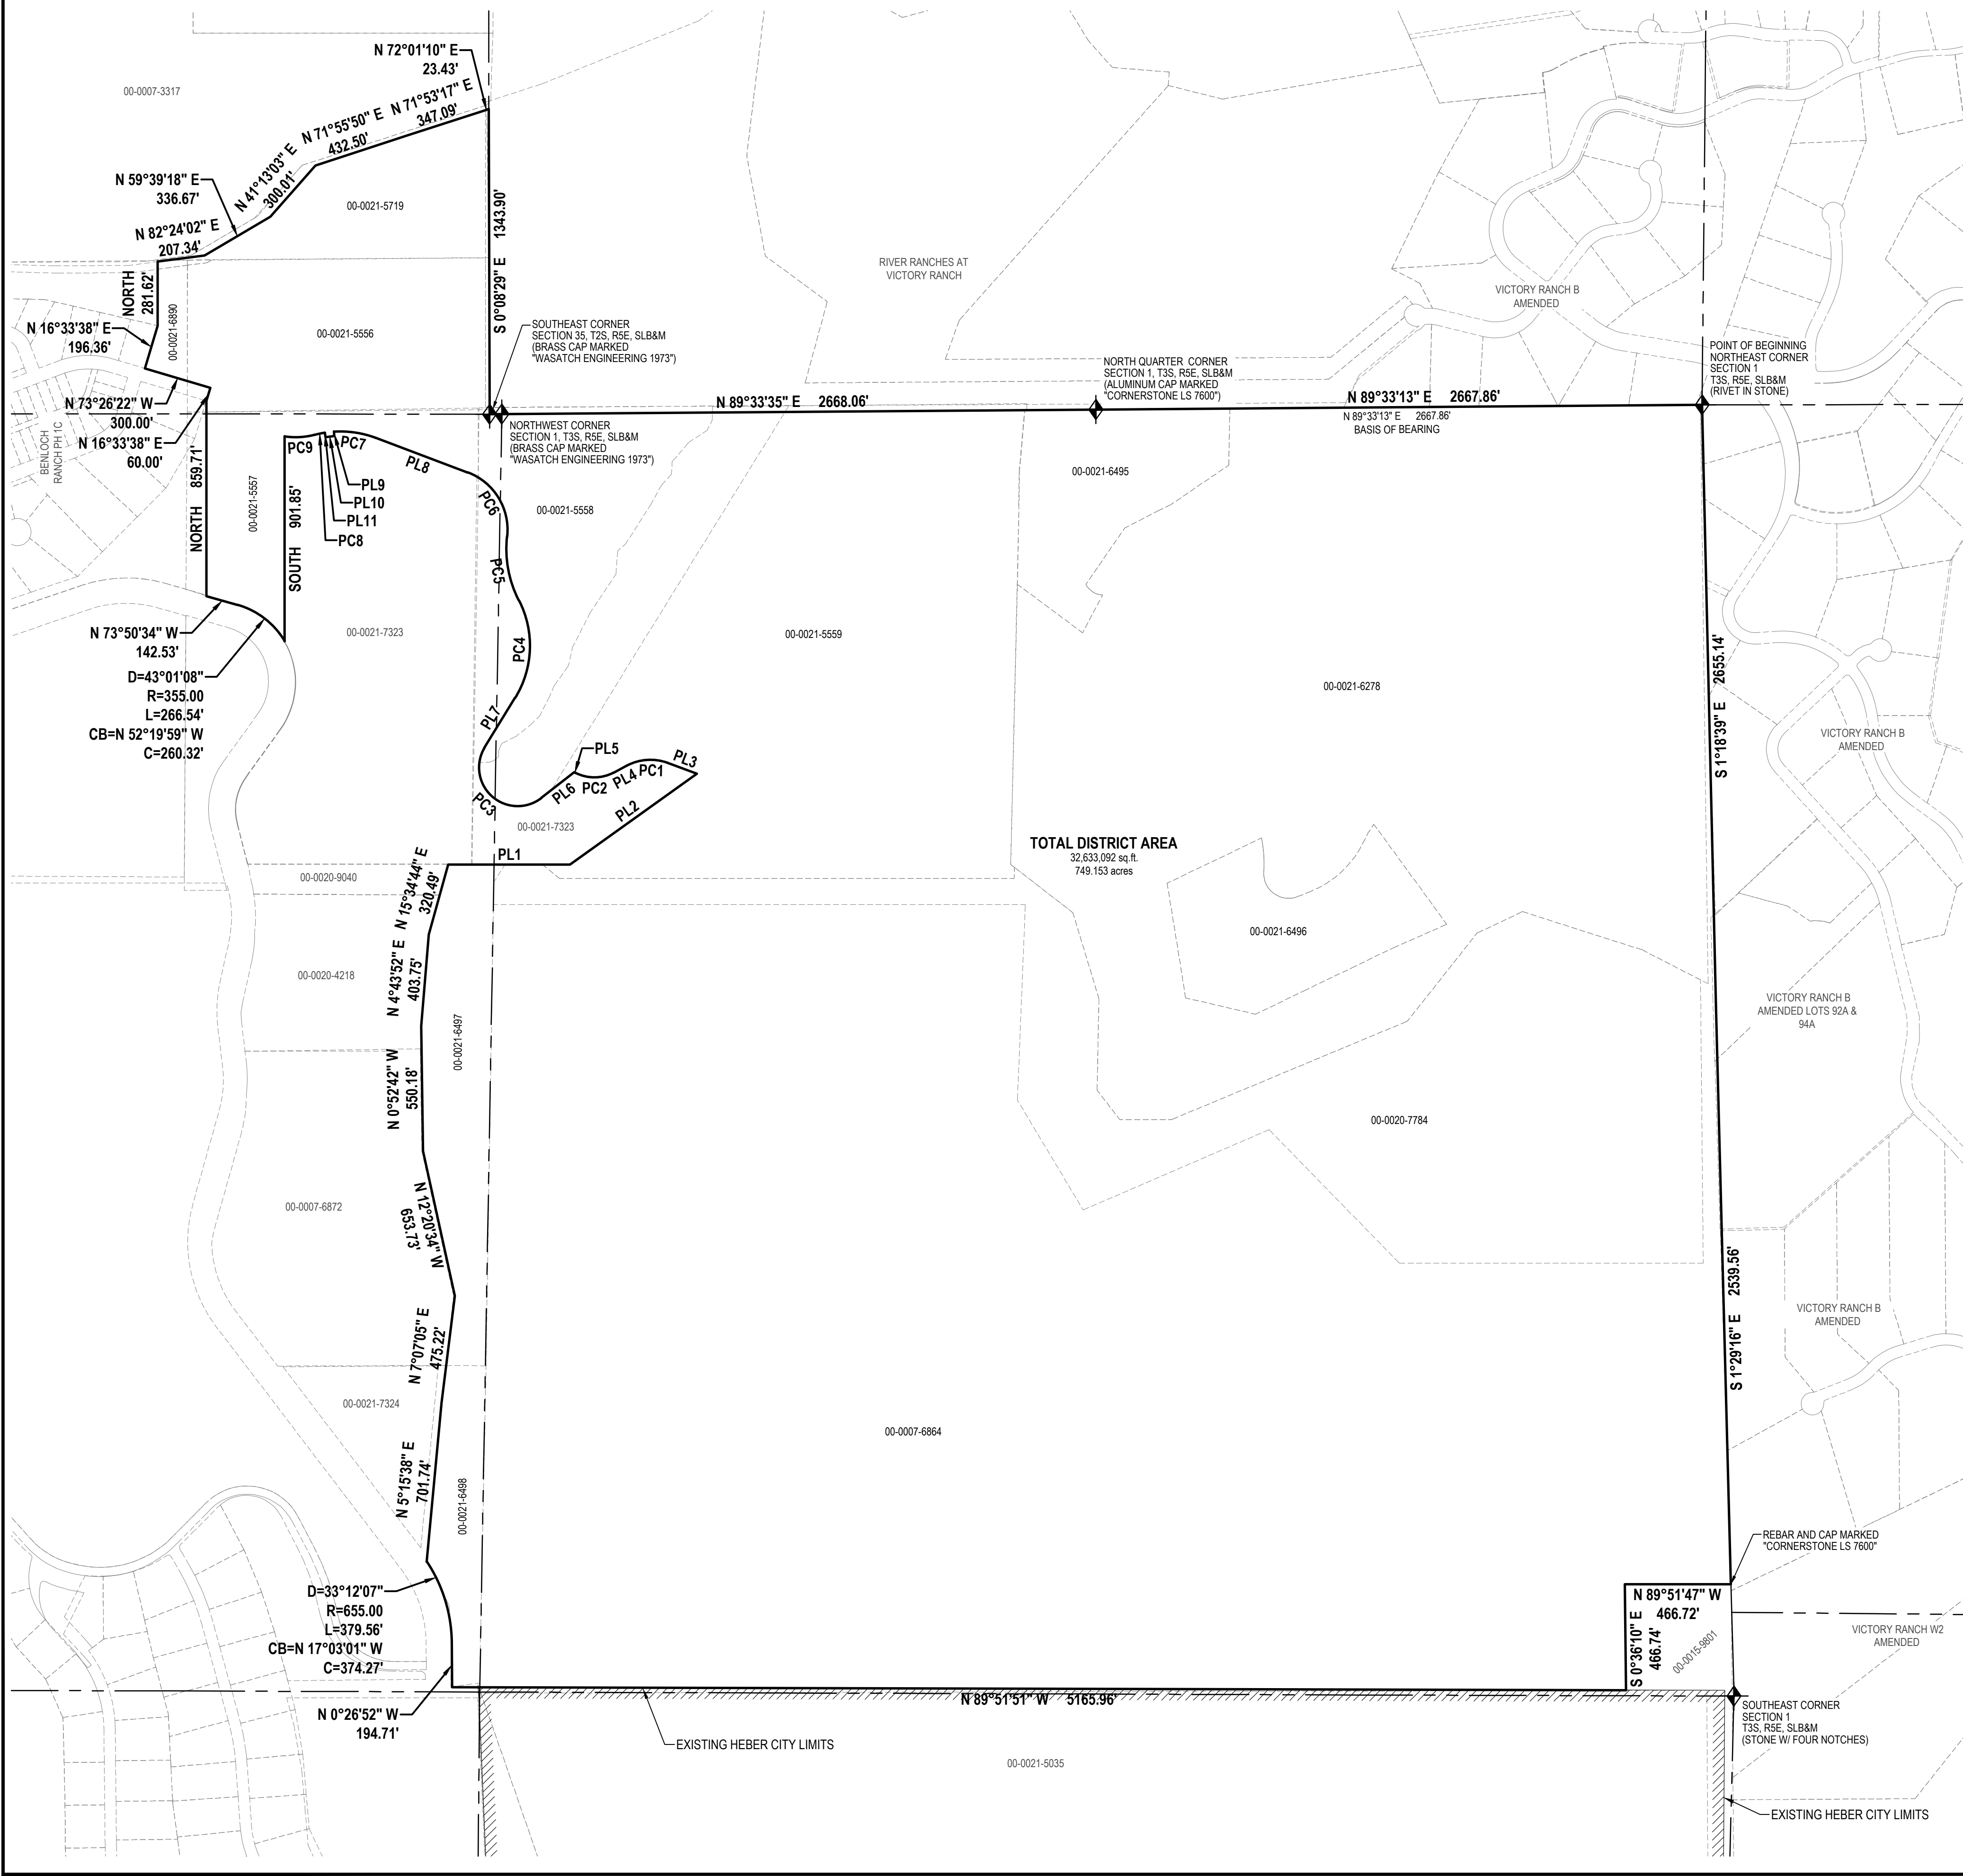 N 72°01'10" E
23.43'
00-0007-3317
N 71°53'17" E
347.09'
N 71°55'50" E
432.50'
N 41°13'03" E
300.01'
N 59°39'18" E
336.67'
00-0021-5719
N 82°24'02" E
207.34'
S 0°08'29" E 1343.90'
RIVER RANCHES AT
VICTORY RANCH
VICTORY RANCH B
AMENDED
NORTH
281.62'
00-0021-6890
N 16°33'38" E
196.36'
00-0021-5556
SOUTHEAST CORNER
SECTION 35, T2S, R5E, SLB&M
(BRASS CAP MARKED
"WASATCH ENGINEERING 1973")
NORTH QUARTER CORNER
SECTION 1, T3S, R5E, SLB&M
(ALUMINUM CAP MARKED
"CORNERSTONE LS 7600")
POINT OF BEGINNING
NORTHEAST CORNER
SECTION 1
T3S, R5E, SLB&M
(RIVET IN STONE)
N 73°26'22" W
300.00'
N 89°33'35" E 2668.06'
N 89°33'13" E 2667.86'
N 89°33'13" E 2667.86'
BASIS OF BEARING
N 16°33'38" E
60.00'
BENLOCH
RANCH PH 1C
NORTHWEST CORNER
SECTION 1, T3S, R5E, SLB&M
(BRASS CAP MARKED
"WASATCH ENGINEERING 1973")
PC9
PC7
PL8
PL9
PL10
PL11
PC8
PC6
NORTH 859.71'
00-0021-5557
SOUTH 901.85'
00-0021-5558
00-0021-6495
PC5
N 73°50'34" W
142.53'
00-0021-7323
PC4
00-0021-5559
00-0021-6278
S 1°18'39" E 2655.14'
D=43°01'08"
R=355.00
L=266.54'
CB=N 52°19'59" W
C=260.32'
PL7
PL5
PC3
PL6
PC2
PL4
PC1
PL3
PL2
VICTORY RANCH B
AMENDED
00-0021-7323
PL1
TOTAL DISTRICT AREA
32,633,092 sq.ft.
749.153 acres
00-0020-9040
N 15°34'44" E
320.49'
00-0021-6496
00-0020-4218
N 4°43'52" E
403.75'
VICTORY RANCH B
AMENDED LOTS 92A &
94A
00-0021-6497
N 0°52'42" W
550.18'
00-0020-7784
00-0007-6872
N 12°20'34" W
653.73'
S 1°29'16" E 2539.56'
VICTORY RANCH B
AMENDED
N 7°07'05" E
475.22'
00-0021-7324
00-0007-6864
N 5°15'38" E
701.74'
00-0021-6498
REBAR AND CAP MARKED
"CORNERSTONE LS 7600"
D=33°12'07"
R=655.00
L=379.56'
CB=N 17°03'01" W
C=374.27'
N 89°51'47" W
466.72'
S 0°36'10" E
466.74'
00-0015-9801
VICTORY RANCH W2
AMENDED
N 0°26'52" W
194.71'
N 89°51'51" W 5165.96'
SOUTHEAST CORNER
SECTION 1
T3S, R5E, SLB&M
(STONE W/ FOUR NOTCHES)
EXISTING HEBER CITY LIMITS
00-0021-5035
EXISTING HEBER CITY LIMITS